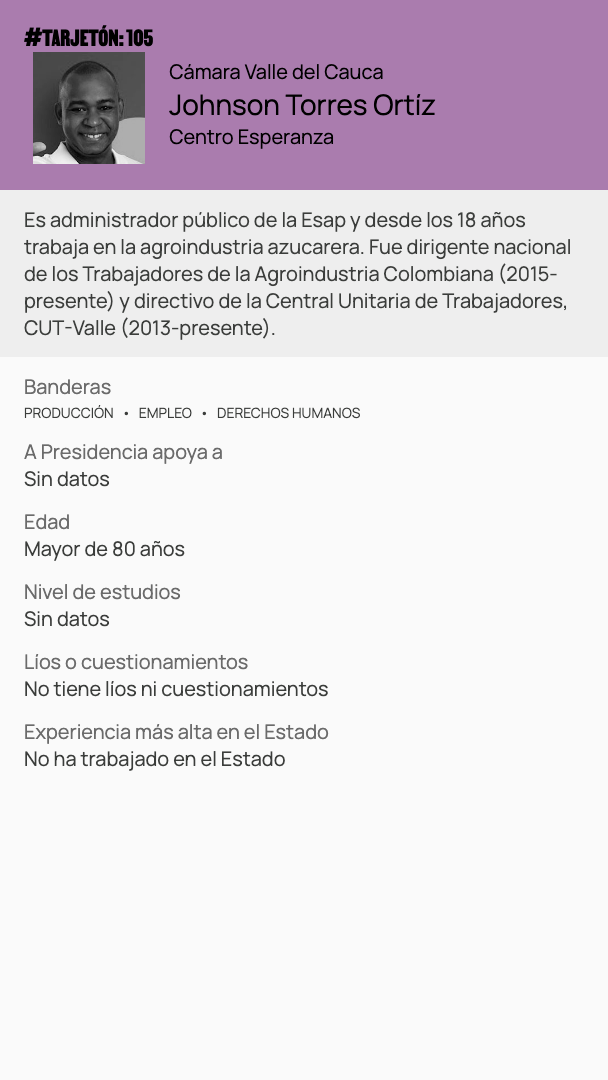 #TARJETÓN: 105
Cámara Valle del Cauca
Johnson Torres Ortíz
Centro Esperanza
Es administrador público de la Esap y desde los 18 años
trabaja en la agroindustria azucarera. Fue dirigente nacional
de los Trabajadores de la Agroindustria Colombiana (2015-
presente) y directivo de la Central Unitaria de Trabajadores,
CUT-Valle (2013-presente).
Banderas
PRODUCCIÓN • EMPLEO • DERECHOS HUMANOS
A Presidencia apoya a
Sin datos
Edad
Mayor de 80 años
Nivel de estudios
Sin datos
Líos o cuestionamientos
No tiene líos ni cuestionamientos
Experiencia más alta en el Estado
No ha trabajado en el Estado